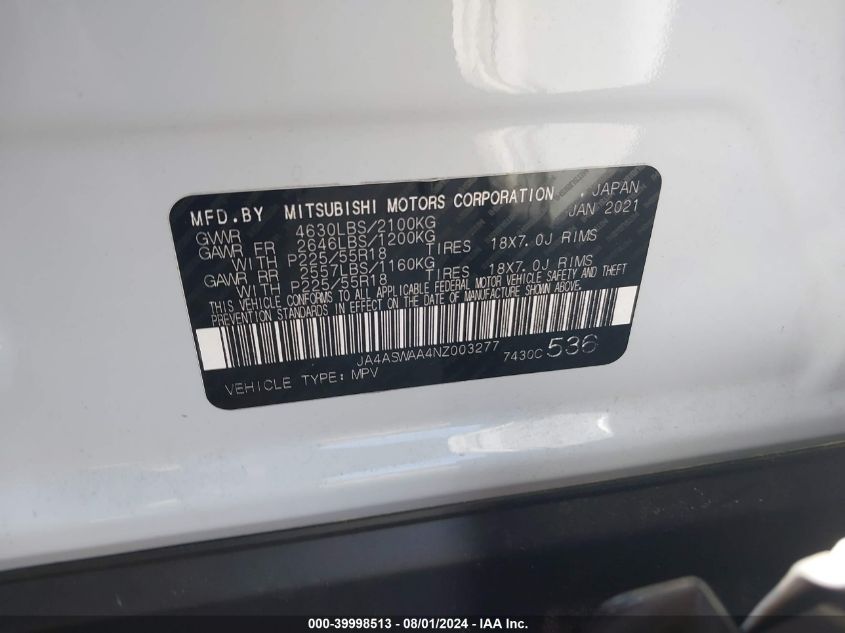 MFD.BY MITSUBISHI MOTORS CORPORATION , JAPAN
JAN 2021
GVWR 4630LBS/2100KG
GAWR FR 2646LBS/1200KG
WITH P225/55R18 TIRES 18X7.0J RIMS
GAWR RR 2557LBS/1160KG
WITH P225/55R18 TIRES 18X7.0J RIMS
THIS VEHICLE CONFORMS TO ALL APPLICABLE FEDERAL MOTOR VEHICLE SAFETY AND THEFT
PREVENTION STANDARDS IN EFFECT ON THE DATE OF MANUFACTURE SHOWN ABOVE.
JA4ASWAA4NZ003277 7430C 536
VEHICLE TYPE: MPV
000-39998513 - 08/01/2024 - IAA Inc.